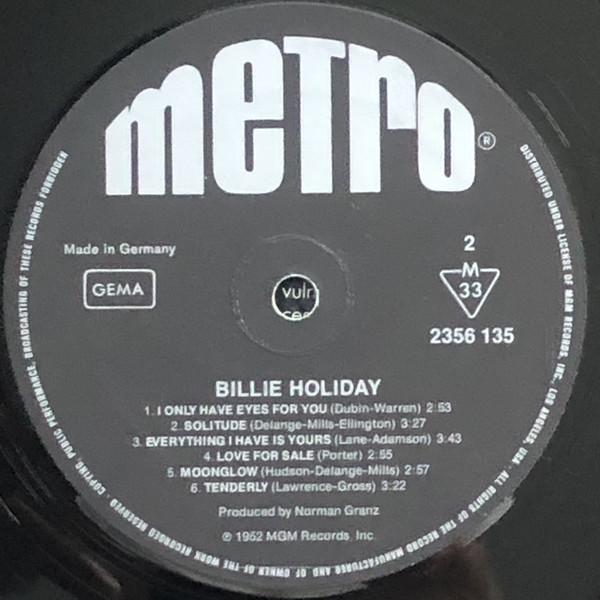 metro®
Made in Germany
GEMA
2
M
33
2356 135
vulr
ces
BILLIE HOLIDAY
1. I ONLY HAVE EYES FOR YOU (Dubin-Warren) 2:53
2. SOLITUDE (Delange-Mills-Ellington) 3:27
3. EVERYTHING I HAVE IS YOURS (Lane-Adamson) 3:43
4. LOVE FOR SALE (Porter) 2:55
5. MOONGLOW (Hudson-Delange-Mills) 2:57
6. TENDERLY (Lawrence-Gross) 3:22
Produced by Norman Granz
℗ 1952 MGM Records, Inc.
DISTRIBUTED UNDER LICENSE OF MGM RECORDS, INC., LOS ANGELES, USA · ALL RIGHTS OF THE RECORD MANUFACTURER AND OF OWNER OF THE WORK RECORDED RESERVED · COPYING, PUBLIC PERFORMANCE, BROADCASTING OF THESE RECORDS FORBIDDEN